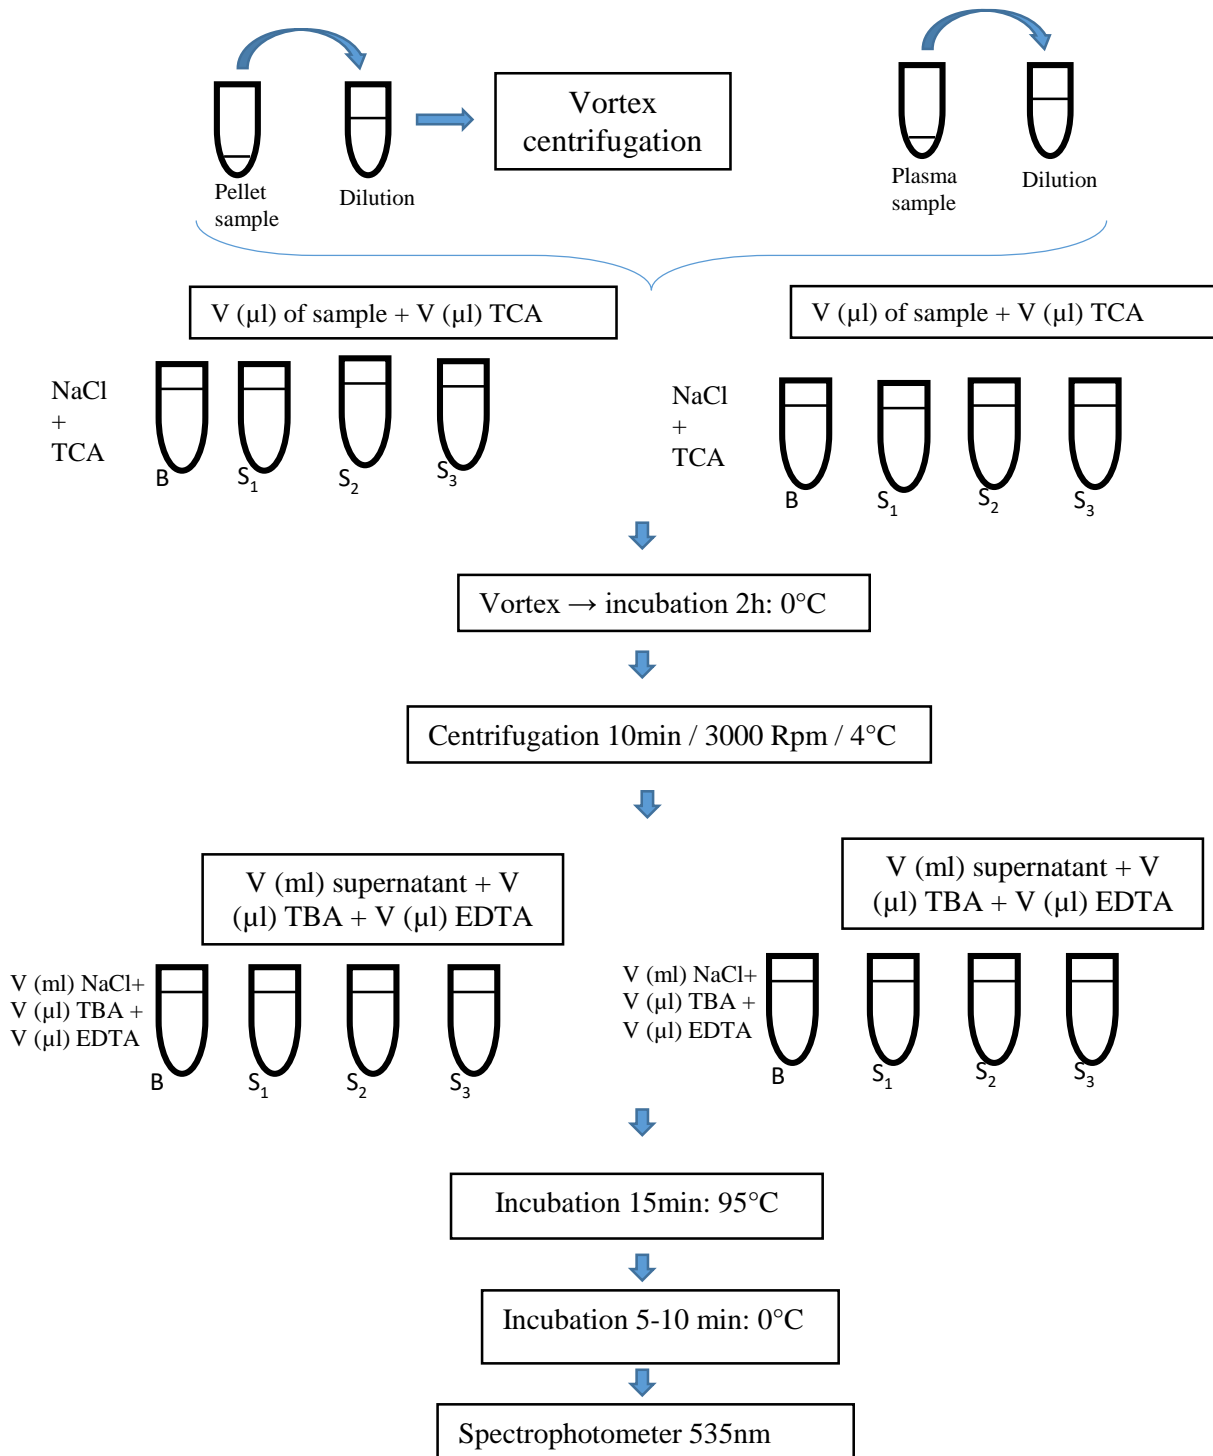 Vortex
centrifugation
Pellet
sample
Dilution
Plasma
sample
Dilution
V (µl) of sample + V (µl) TCA
V (µl) of sample + V (µl) TCA
NaCl
+
TCA
B
S1
S2
S3
NaCl
+
TCA
B
S1
S2
S3
Vortex → incubation 2h: 0°C
Centrifugation 10min / 3000 Rpm / 4°C
V (ml) supernatant + V
(µl) TBA + V (µl) EDTA
V (ml) supernatant + V
(µl) TBA + V (µl) EDTA
V (ml) NaCl+
V (µl) TBA +
V (µl) EDTA
B
S1
S2
S3
V (ml) NaCl+
V (µl) TBA +
V (µl) EDTA
B
S1
S2
S3
Incubation 15min: 95°C
Incubation 5-10 min: 0°C
Spectrophotometer 535nm